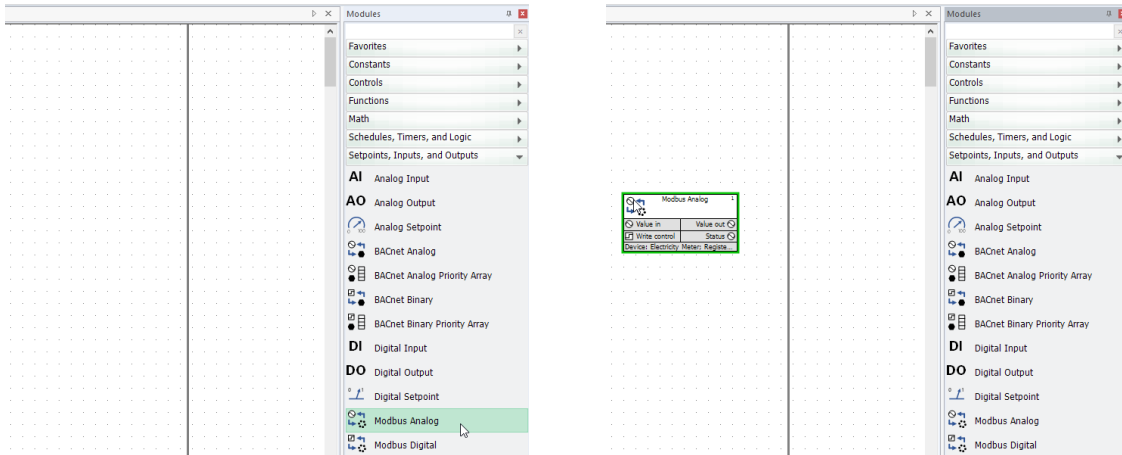 Modules
Favorites
Constants
Controls
Functions
Math
Schedules, Timers, and Logic
Setpoints, Inputs, and Outputs
AI Analog Input
AO Analog Output
Analog Setpoint
BACnet Analog
BACnet Analog Priority Array
BACnet Binary
BACnet Binary Priority Array
DI Digital Input
DO Digital Output
Digital Setpoint
Modbus Analog
Modbus Digital
Modbus Analog 1
Value in Value out
Write control Status
Device: Electricity Meter; Registe...
Modules
Favorites
Constants
Controls
Functions
Math
Schedules, Timers, and Logic
Setpoints, Inputs, and Outputs
AI Analog Input
AO Analog Output
Analog Setpoint
BACnet Analog
BACnet Analog Priority Array
BACnet Binary
BACnet Binary Priority Array
DI Digital Input
DO Digital Output
Digital Setpoint
Modbus Analog
Modbus Digital